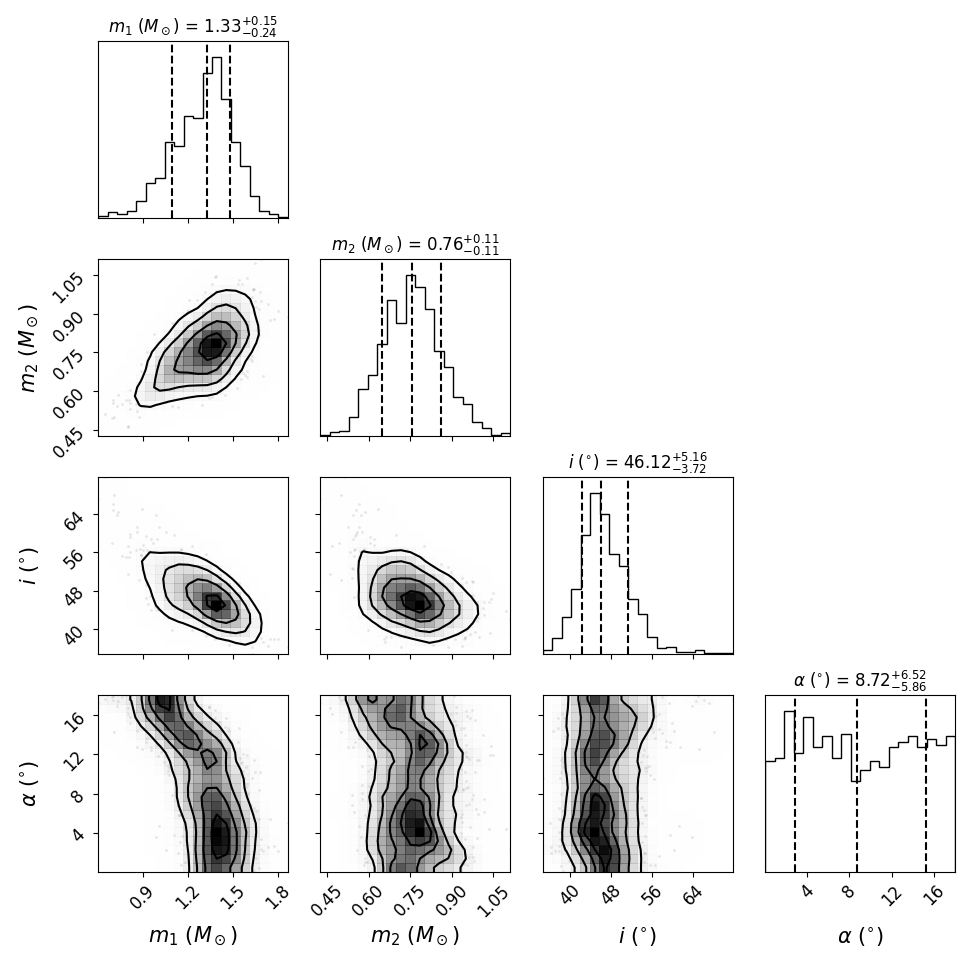 m₁ (M⊙) = 1.33+0.15−0.24
m₂ (M⊙) = 0.76+0.11−0.11
m₂ (M⊙)
1.05
0.90
0.75
0.60
0.45
i (°) = 46.12+5.16−3.72
i (°)
64
56
48
40
α (°) = 8.72+6.52−5.86
α (°)
16
12
8
4
0.9 1.2 1.5 1.8
0.45 0.60 0.75 0.90 1.05
40 48 56 64
4 8 12 16
m₁ (M⊙)
m₂ (M⊙)
i (°)
α (°)